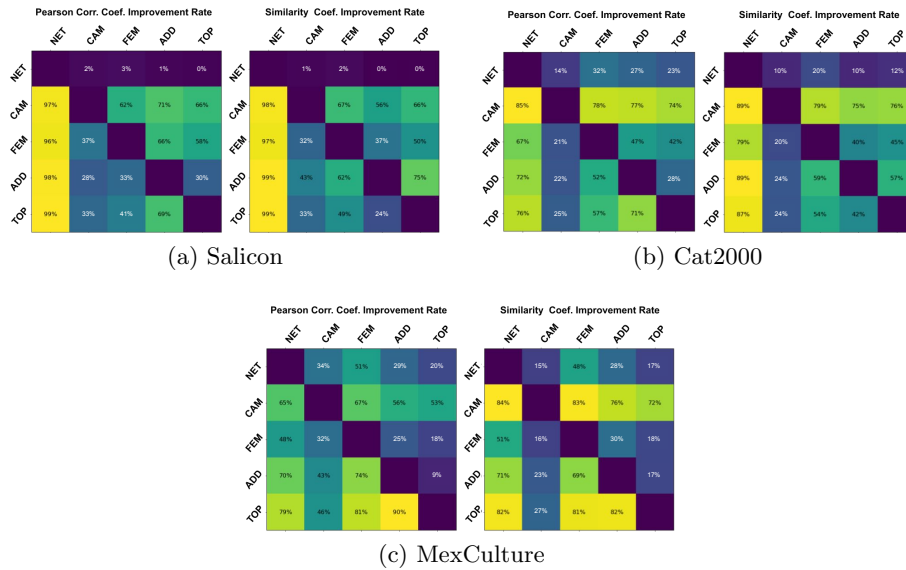 Pearson Corr. Coef. Improvement Rate
NET CAM FEM ADD TOP
NET 2% 3% 1% 0%
CAM 97% 62% 71% 66%
FEM 96% 37% 66% 58%
ADD 98% 28% 33% 30%
TOP 99% 33% 41% 69%
Similarity Coef. Improvement Rate
NET CAM FEM ADD TOP
NET 1% 2% 0% 0%
CAM 98% 67% 56% 66%
FEM 97% 32% 37% 50%
ADD 99% 43% 62% 75%
TOP 99% 33% 49% 24%
(a) Salicon
Pearson Corr. Coef. Improvement Rate
NET CAM FEM ADD TOP
NET 14% 32% 27% 23%
CAM 85% 78% 77% 74%
FEM 67% 21% 47% 42%
ADD 72% 22% 52% 28%
TOP 76% 25% 57% 71%
Similarity Coef. Improvement Rate
NET CAM FEM ADD TOP
NET 10% 20% 10% 12%
CAM 89% 79% 75% 76%
FEM 79% 20% 40% 45%
ADD 89% 24% 59% 57%
TOP 87% 24% 54% 42%
(b) Cat2000
Pearson Corr. Coef. Improvement Rate
NET CAM FEM ADD TOP
NET 34% 51% 29% 20%
CAM 65% 67% 56% 53%
FEM 48% 32% 25% 18%
ADD 70% 43% 74% 9%
TOP 79% 46% 81% 90%
Similarity Coef. Improvement Rate
NET CAM FEM ADD TOP
NET 15% 48% 28% 17%
CAM 84% 83% 76% 72%
FEM 51% 16% 30% 18%
ADD 71% 23% 69% 17%
TOP 82% 27% 81% 82%
(c) MexCulture